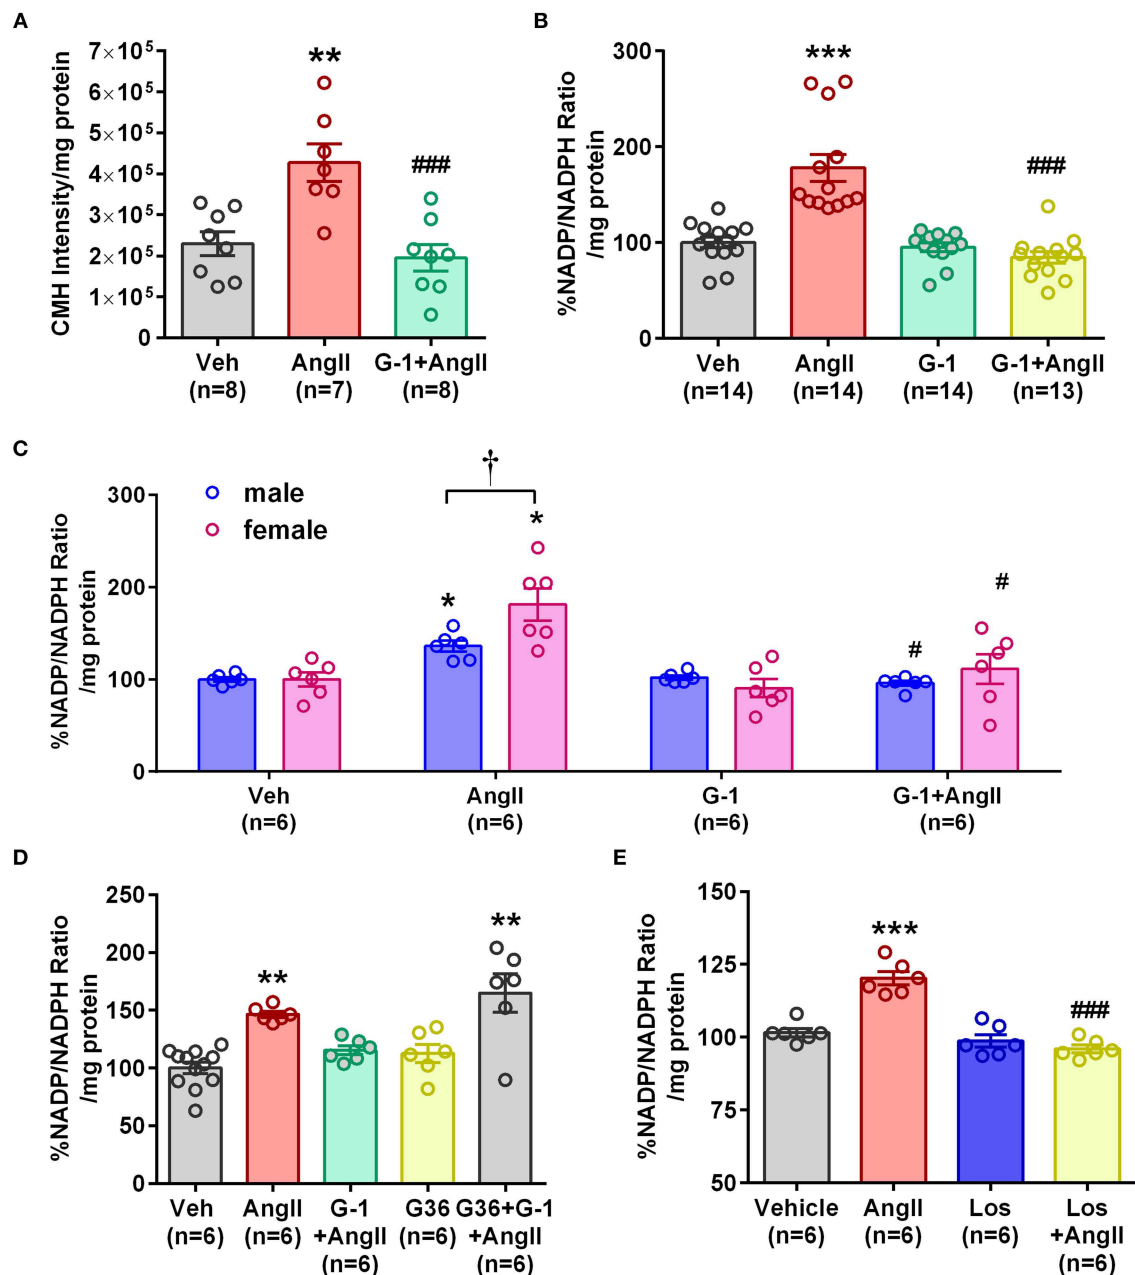 A
CMH Intensity/mg protein
7×10⁵
6×10⁵
5×10⁵
4×10⁵
3×10⁵
2×10⁵
1×10⁵
0
**
###
Veh AngII G-1+AngII
(n=8) (n=7) (n=8)
B
%NADP/NADPH Ratio
/mg protein
300
200
100
0
***
###
Veh AngII G-1 G-1+AngII
(n=14) (n=14) (n=14) (n=13)
C
%NADP/NADPH Ratio
/mg protein
300
200
100
0
male
female
†
*
*
#
#
Veh AngII G-1 G-1+AngII
(n=6) (n=6) (n=6) (n=6)
D
%NADP/NADPH Ratio
/mg protein
250
200
150
100
50
0
**
**
Veh AngII G-1 G36 G36+G-1
(n=6) (n=6) +AngII (n=6) +AngII
(n=6) (n=6)
E
%NADP/NADPH Ratio
/mg protein
150
125
100
75
50
***
###
Vehicle AngII Los Los
(n=6) (n=6) (n=6) +AngII
(n=6)